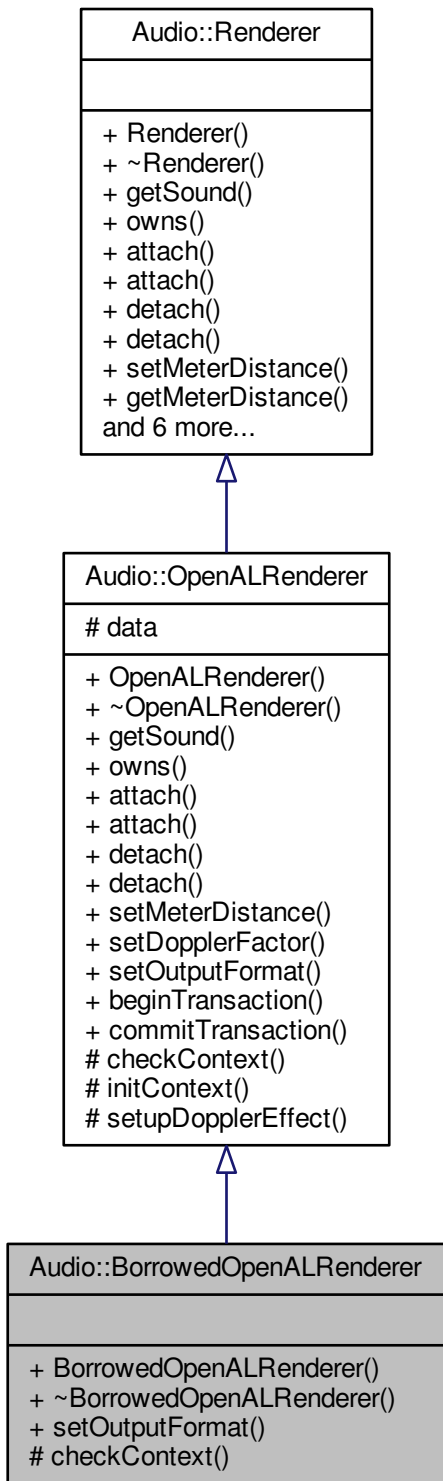 Audio::Renderer
+ Renderer()
+ ~Renderer()
+ getSound()
+ owns()
+ attach()
+ attach()
+ detach()
+ detach()
+ setMeterDistance()
+ getMeterDistance()
and 6 more...
Audio::OpenALRenderer
# data
+ OpenALRenderer()
+ ~OpenALRenderer()
+ getSound()
+ owns()
+ attach()
+ attach()
+ detach()
+ detach()
+ setMeterDistance()
+ setDopplerFactor()
+ setOutputFormat()
+ beginTransaction()
+ commitTransaction()
# checkContext()
# initContext()
# setupDopplerEffect()
Audio::BorrowedOpenALRenderer
+ BorrowedOpenALRenderer()
+ ~BorrowedOpenALRenderer()
+ setOutputFormat()
# checkContext()